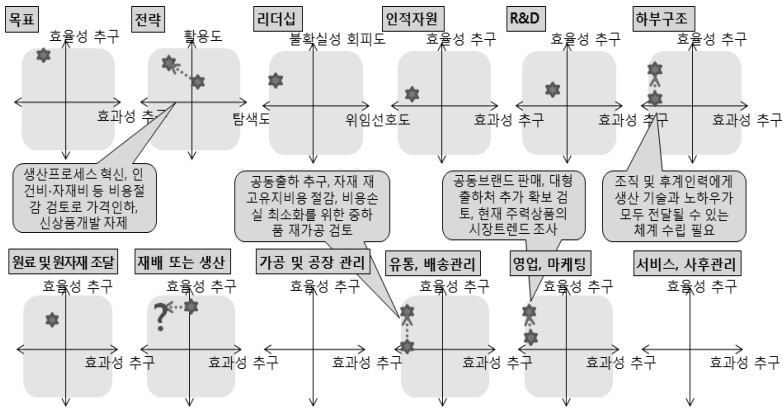 목표
전략
리더십
인적자원
R&D
하부구조
효율성 추구
활용도
불확실성 회피도
효율성 추구
효율성 추구
효율성 추구
효과성 추구
탐색도
위임선호도
효과성 추구
효과성 추구
효과성 추구
생산프로세스 혁신, 인
건비·자재비 등 비용절
감 검토로 가격인하,
신상품개발 자제
공동출하 추구, 자재 재
고유지비용 절감, 비용손
실 최소화를 위한 중하
품 재가공 검토
공동브랜드 판매, 대형
출하처 추가 확보 검
토, 현재 주력상품의
시장트렌드 조사
조직 및 후계인력에게
생산 기술과 노하우가
모두 전달될 수 있는
체계 수립 필요
원료 및 원자재 조달
재배 또는 생산
가공 및 공장 관리
유통, 배송관리
영업, 마케팅
서비스, 사후관리
효율성 추구
효율성 추구
효율성 추구
효율성 추구
효율성 추구
효율성 추구
?
효과성 추구
효과성 추구
효과성 추구
효과성 추구
효과성 추구
효과성 추구